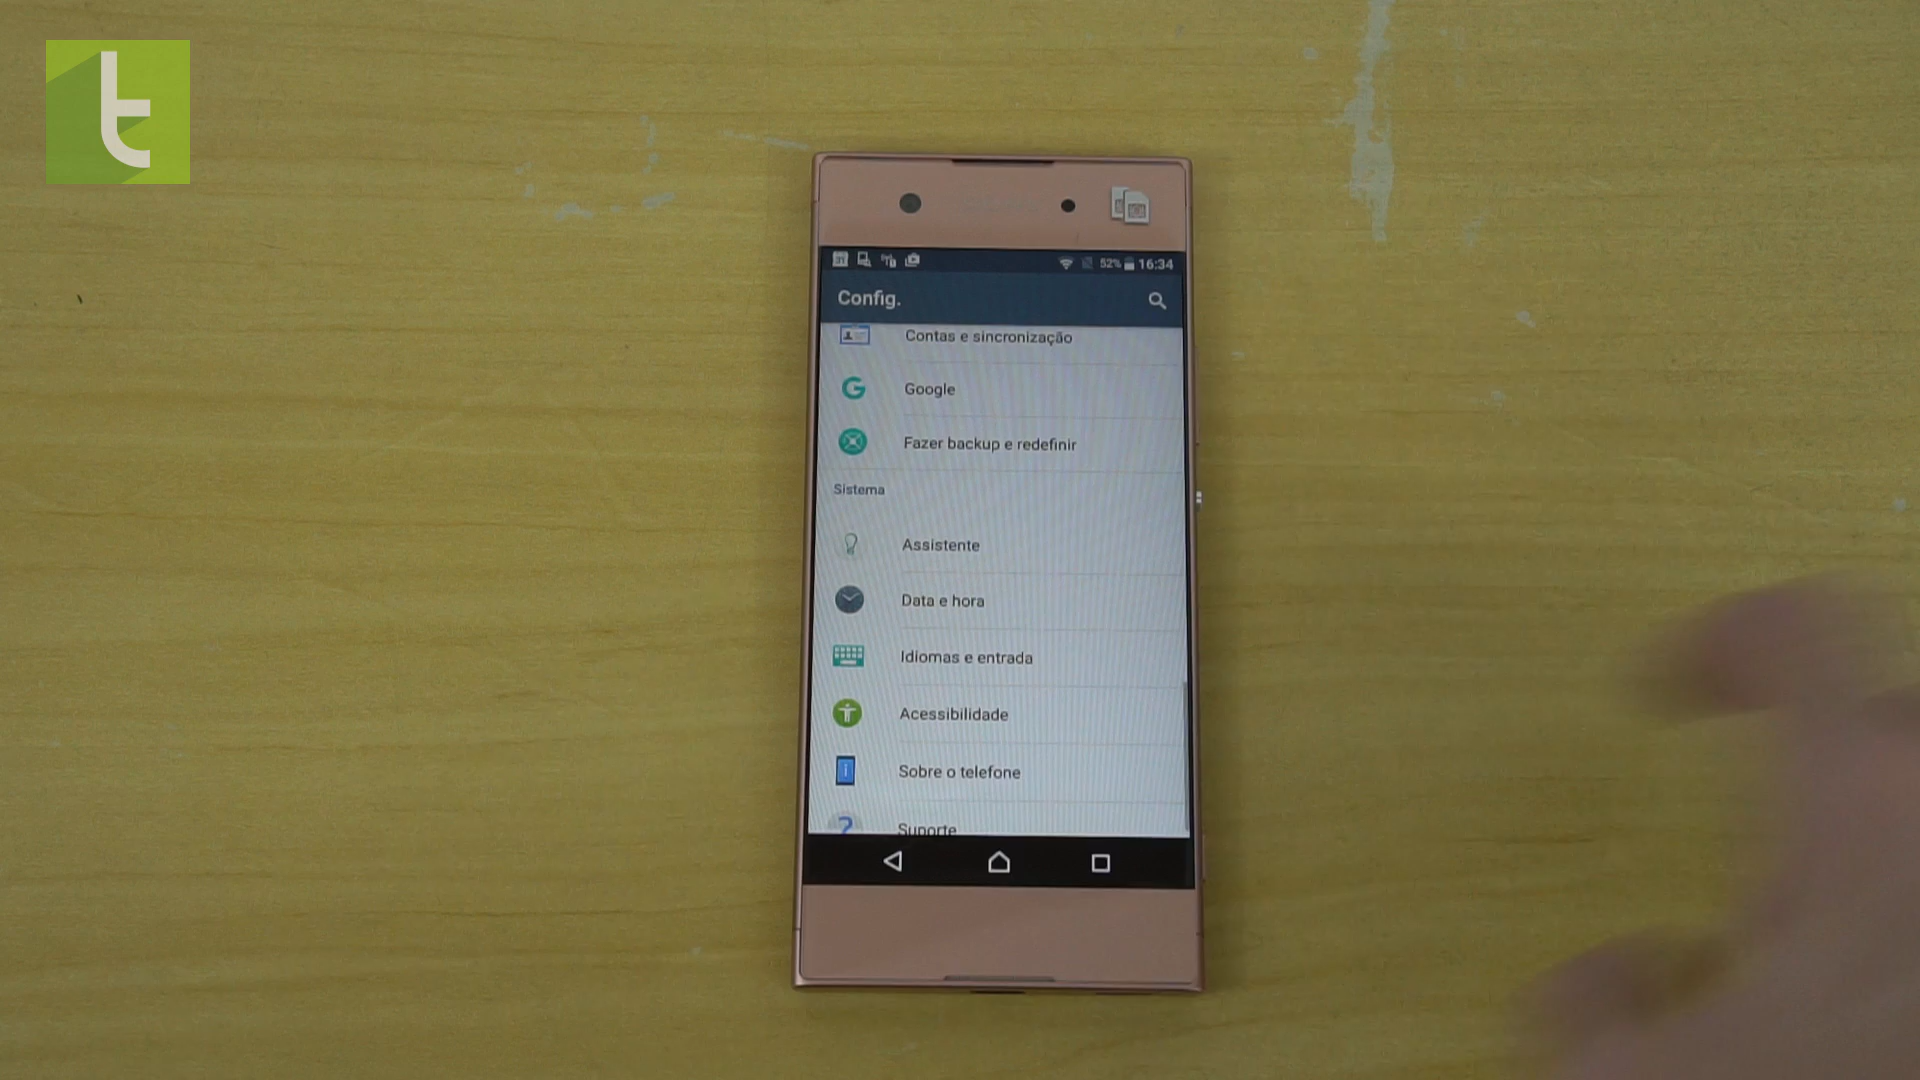 t
52% 16:34
Config.
Contas e sincronização
Google
Fazer backup e redefinir
Sistema
Assistente
Data e hora
Idiomas e entrada
Acessibilidade
Sobre o telefone
Suporte